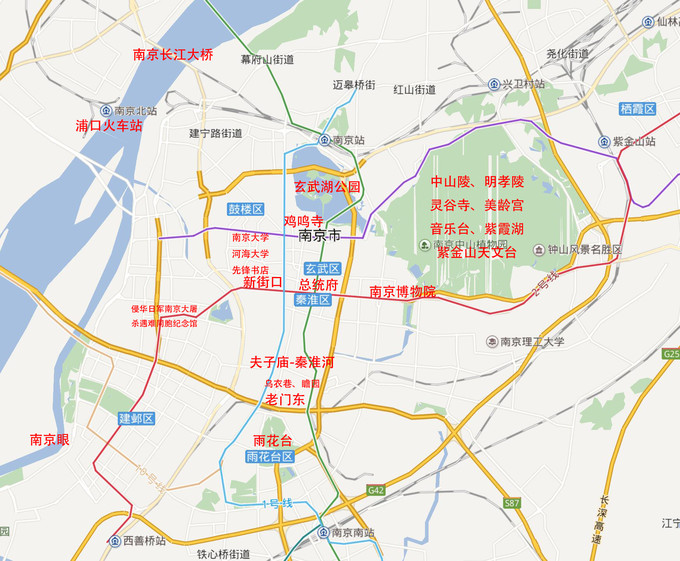 仙林
南京长江大桥
幕府山街道
尧化街道
迈皋桥街
红山街道
兴卫村站
南京北站
栖霞区
浦口火车站
建宁路街道
南京站
紫金山站
玄武湖公园
中山陵、明孝陵
灵谷寺、美龄宫
音乐台、紫霞湖
紫金山天文台
鼓楼区
鸡鸣寺
南京市
南京大学
河海大学
先锋书店
南京中山植物园
钟山风景名胜区
玄武区
新街口
总统府
秦淮区
南京博物院
2号线
侵华日军南京大屠
杀遇难同胞纪念馆
南京理工大学
G25
夫子庙-秦淮河
乌衣巷、瞻园
老门东
建邺区
南京眼
雨花台
雨花台区
10号线
G42
1号线
S87
长深高速
江宁
园
西善桥站
南京南站
铁心桥街道